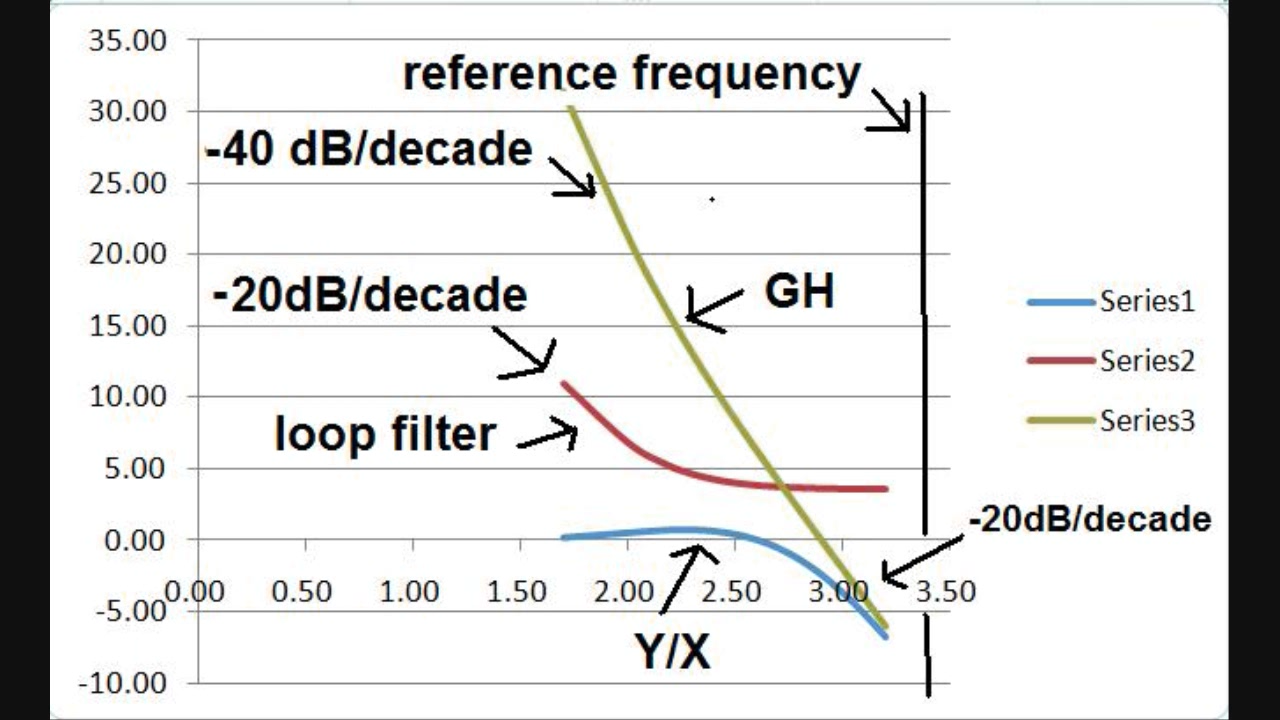 35.00
reference frequency
30.00
-40 dB/decade
25.00
20.00
-20dB/decade
GH
Series1
15.00
Series2
10.00
loop filter
Series3
5.00
-20dB/decade
0.00
0.00 0.50 1.00 1.50 2.00 2.50 3.00 3.50
-5.00
Y/X
-10.00